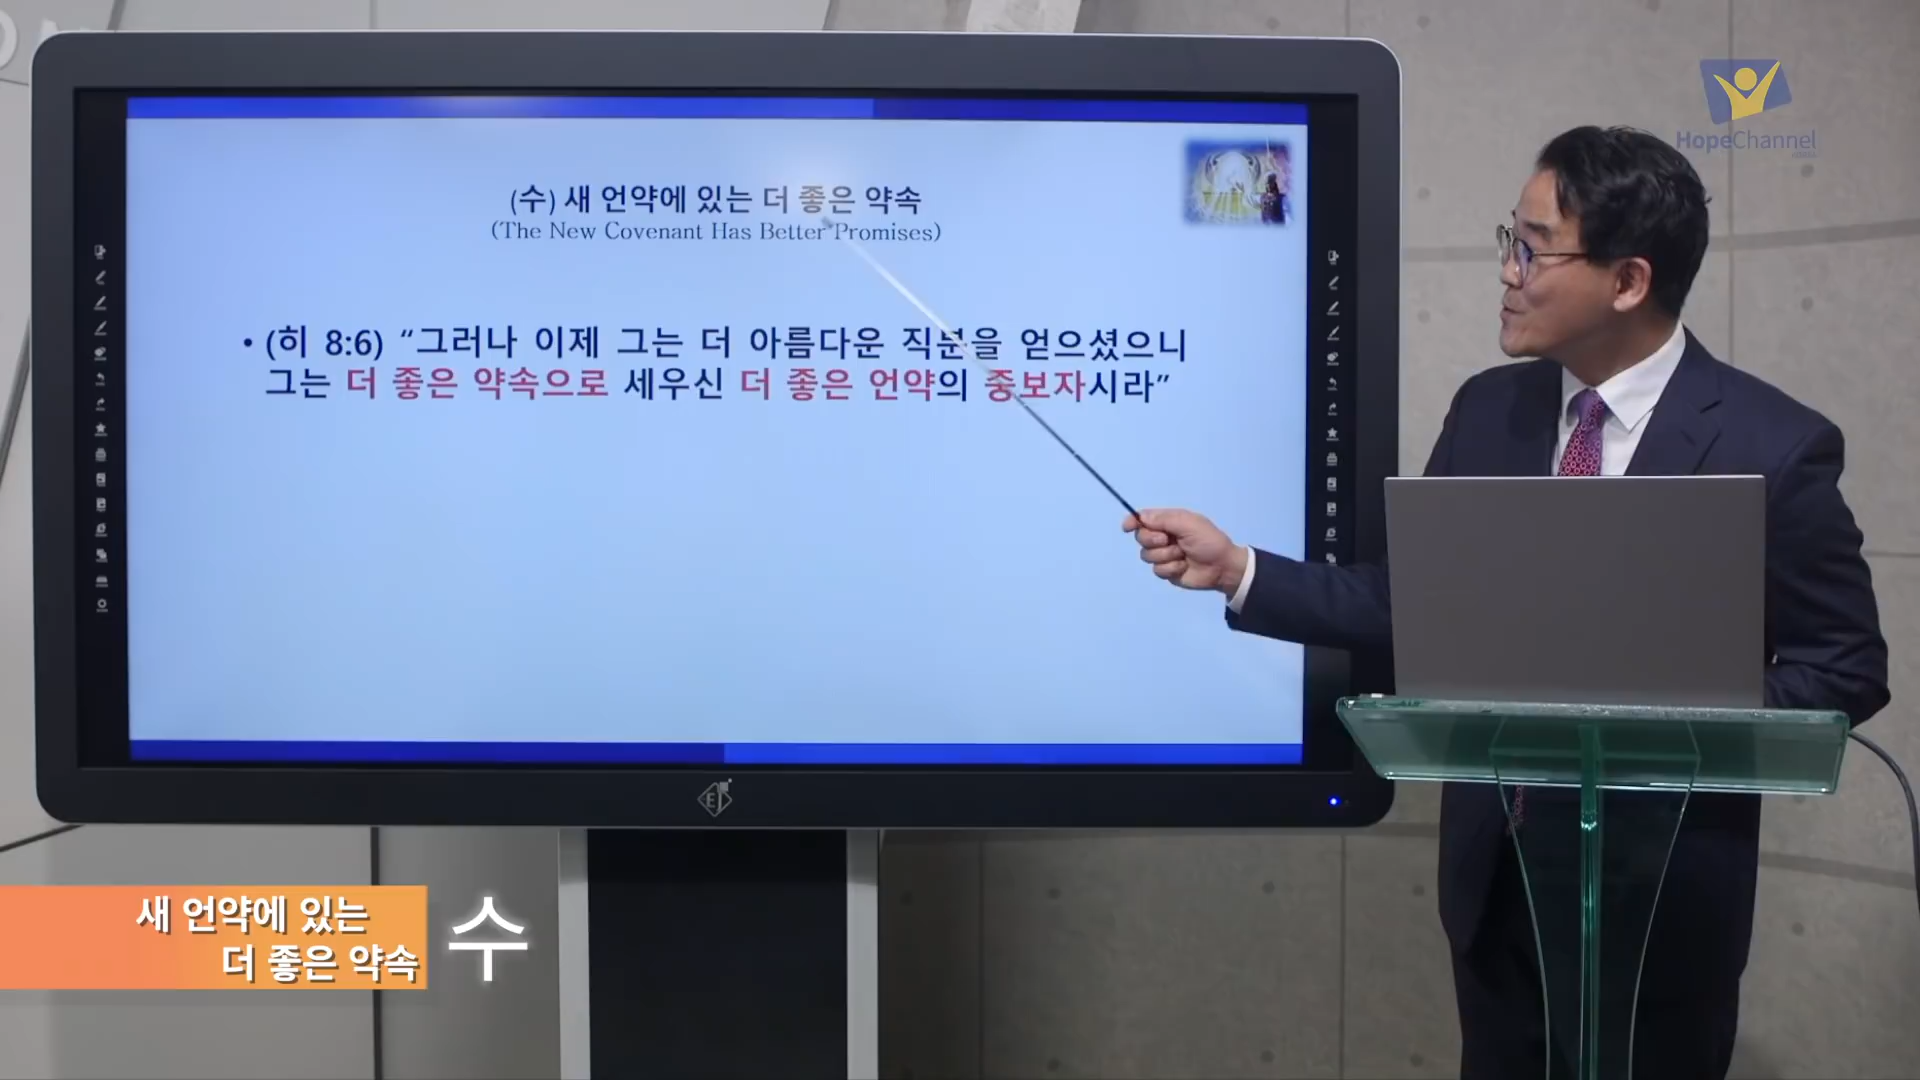 HopeChannel
(수) 새 언약에 있는 더 좋은 약속
(The New Covenant Has Better Promises)
• (히 8:6) “그러나 이제 그는 더 아름다운 직분을 얻으셨으니
그는 더 좋은 약속으로 세우신 더 좋은 언약의 중보자시라”
새 언약에 있는
더 좋은 약속
수